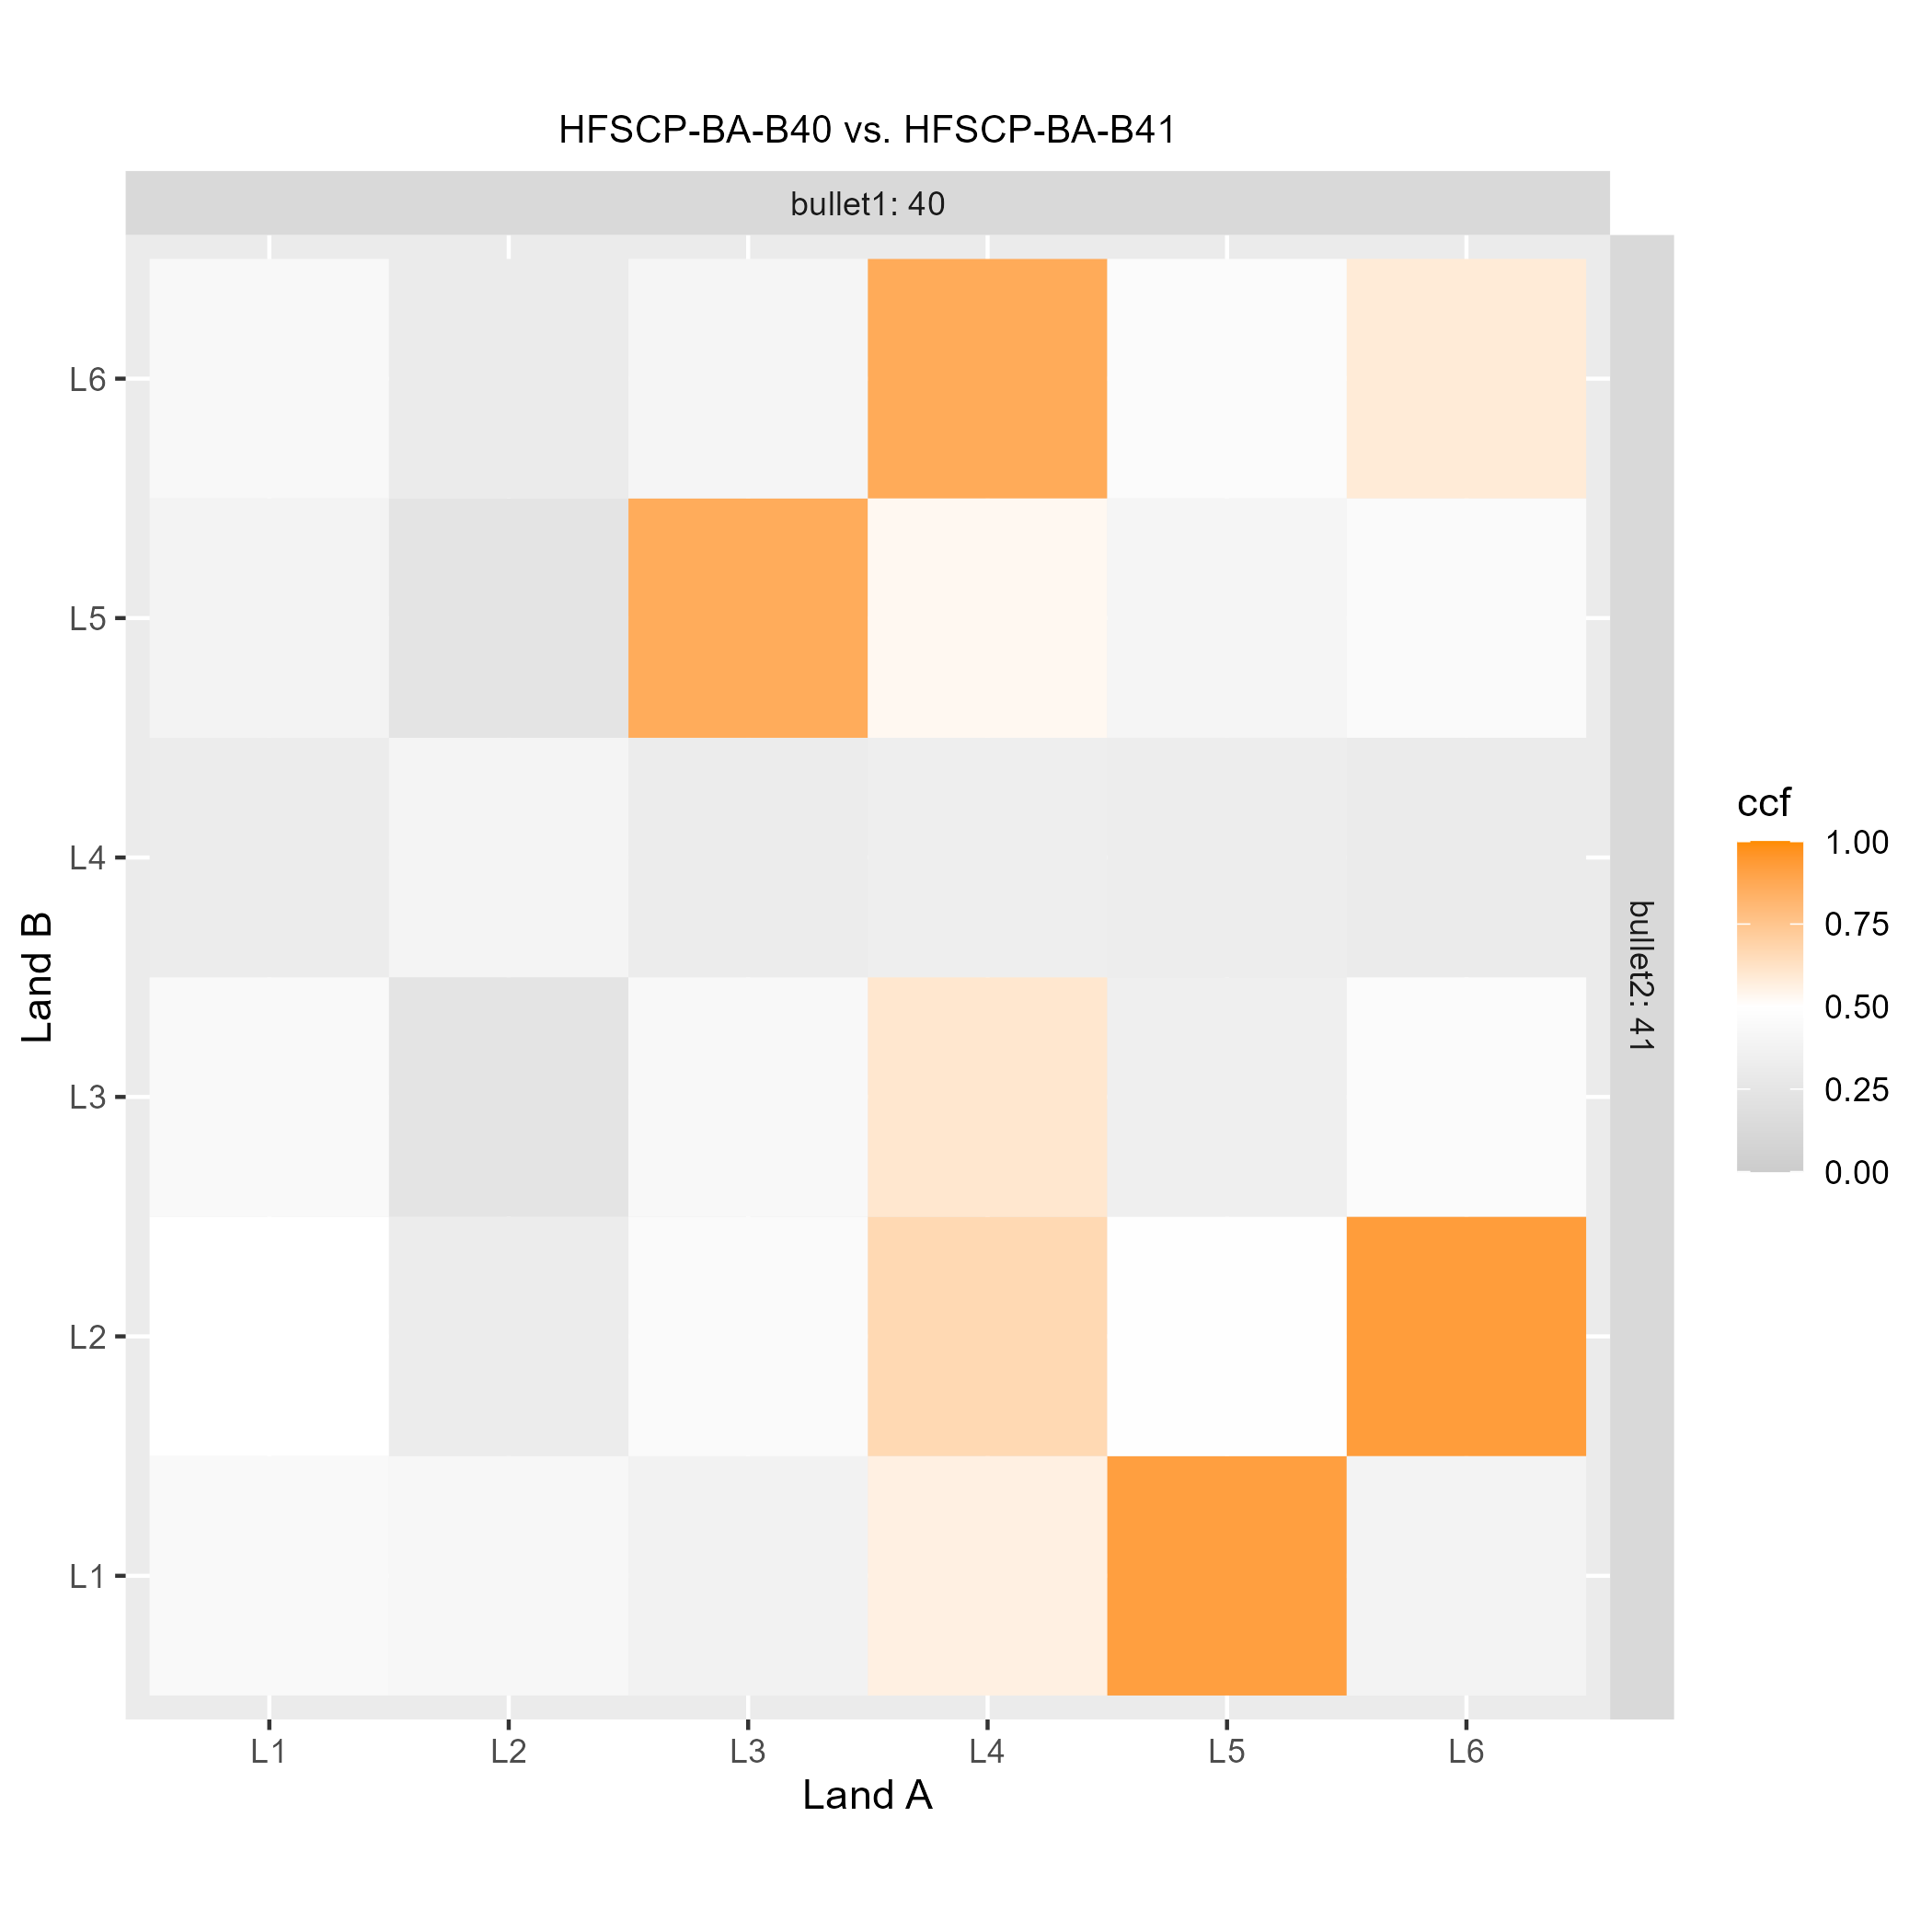 HFSCP-BA-B40 vs. HFSCP-BA-B41
bullet1: 40
L6
L5
L4
L3
L2
L1
Land B
bullet2: 41
ccf
1.00
0.75
0.50
0.25
0.00
L1 L2 L3 L4 L5 L6
Land A